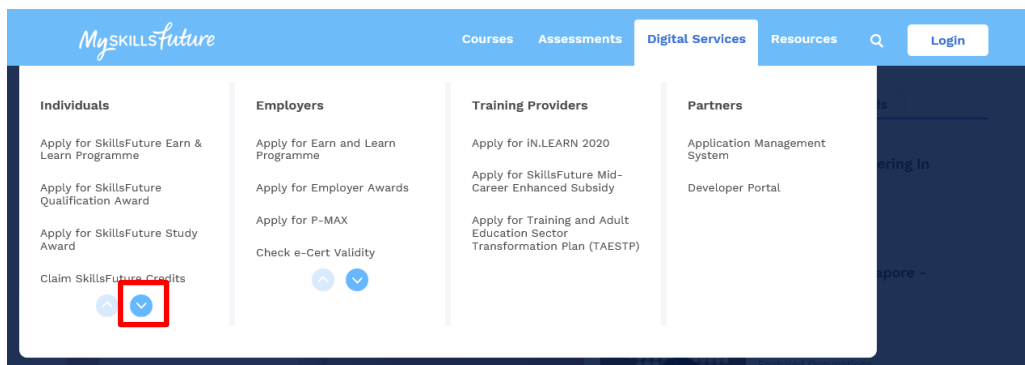 MySKILLSfuture
Courses Assessments Digital Services Resources Login
Individuals
Apply for SkillsFuture Earn &
Learn Programme
Apply for SkillsFuture
Qualification Award
Apply for SkillsFuture Study
Award
Claim SkillsFuture Credits
Employers
Apply for Earn and Learn
Programme
Apply for Employer Awards
Apply for P-MAX
Check e-Cert Validity
Training Providers
Apply for iN.LEARN 2020
Apply for SkillsFuture Mid-
Career Enhanced Subsidy
Apply for Training and Adult
Education Sector
Transformation Plan (TAESTP)
Partners
Application Management
System
Developer Portal
ering In
apore –